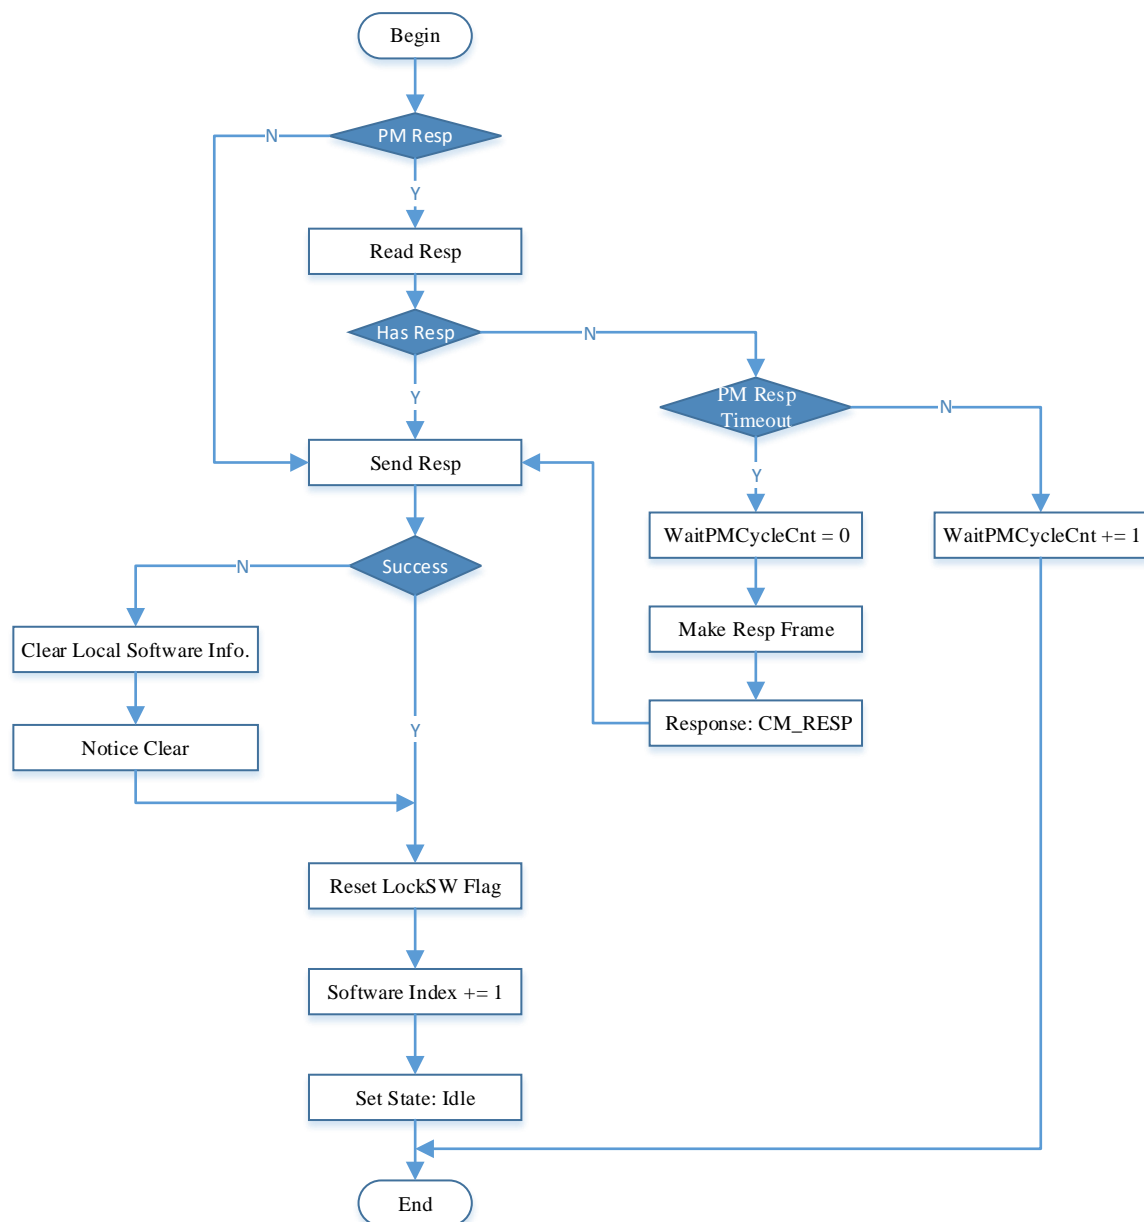 Begin
PM Resp
N
Y
Read Resp
Has Resp
N
Y
PM Resp
Timeout
N
Y
Send Resp
WaitPMCycleCnt = 0
WaitPMCycleCnt += 1
Success
N
Y
Make Resp Frame
Clear Local Software Info.
Response: CM_RESP
Notice Clear
Reset LockSW Flag
Software Index += 1
Set State: Idle
End